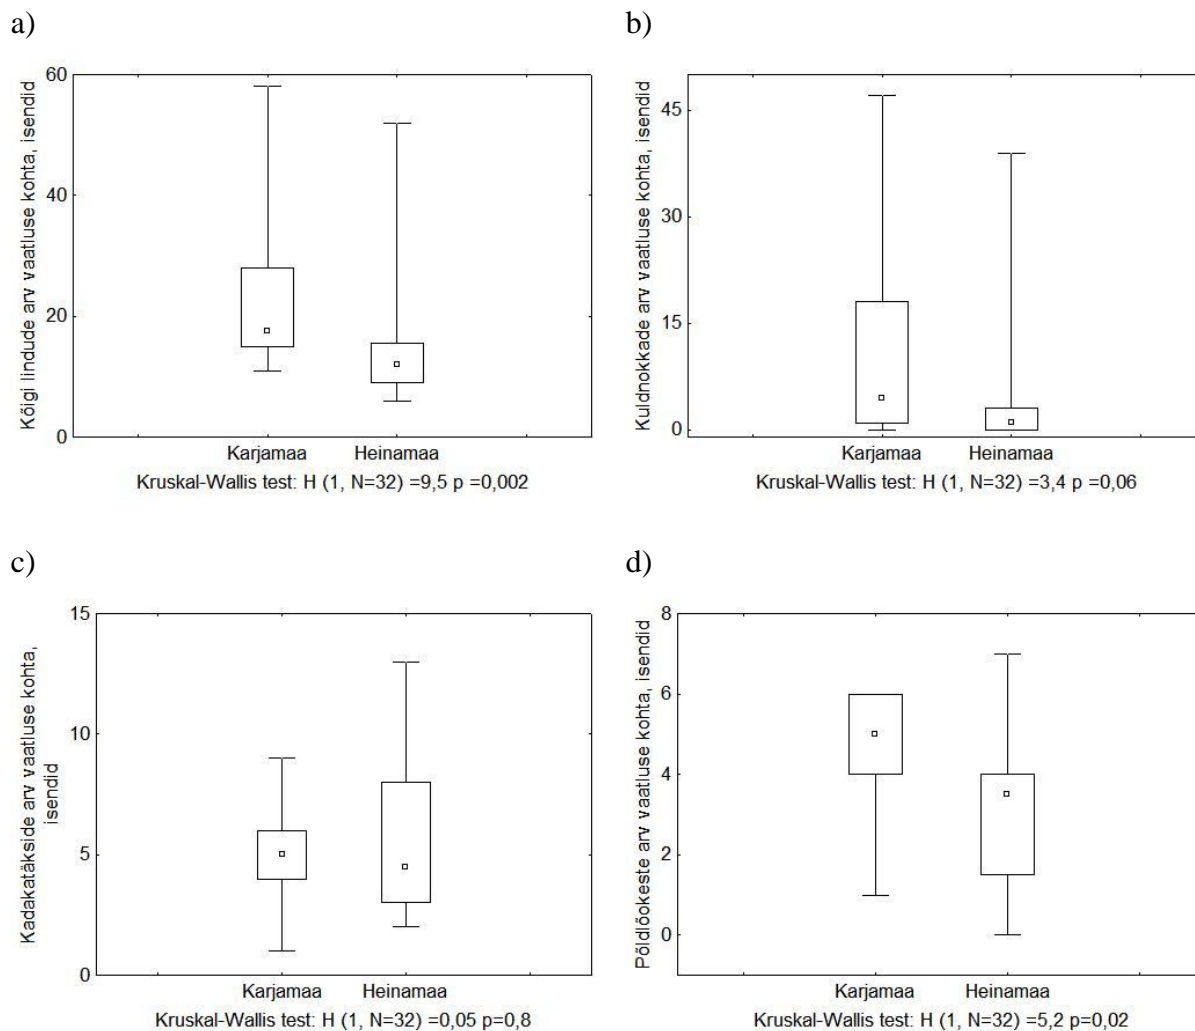 a)
Kõigi lindude arv vaatluse kohta, isendid
60
40
20
0
Karjamaa Heinamaa
Kruskal-Wallis test: H (1, N=32) =9,5 p =0,002
b)
Kuldnokkade arv vaatluse kohta, isendid
45
30
15
0
Karjamaa Heinamaa
Kruskal-Wallis test: H (1, N=32) =3,4 p =0,06
c)
Kadakatäkside arv vaatluse kohta,
isendid
15
10
5
0
Karjamaa Heinamaa
Kruskal-Wallis test: H (1, N=32) =0,05 p=0,8
d)
Põldlõokeste arv vaatluse kohta, isendid
8
6
4
2
0
Karjamaa Heinamaa
Kruskal-Wallis test: H (1, N=32) =5,2 p=0,02